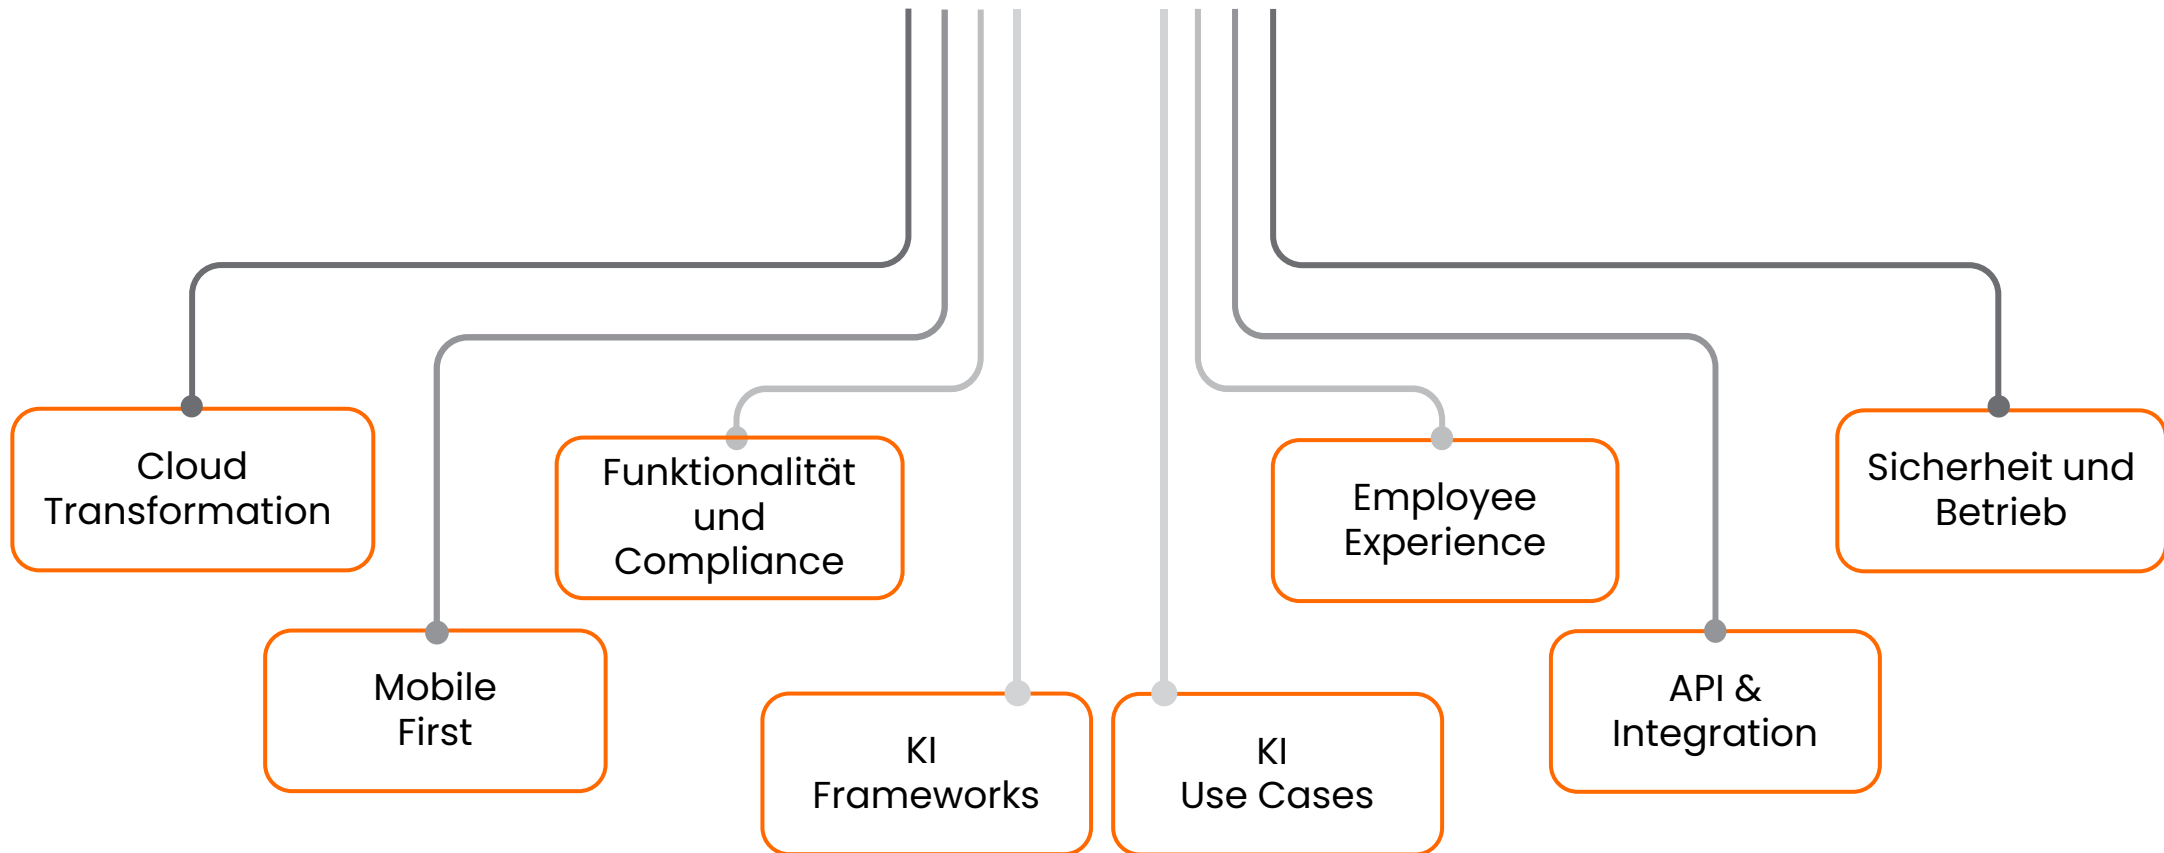 Cloud
Transformation
Mobile
First
Funktionalität
und
Compliance
KI
Frameworks
KI
Use Cases
Employee
Experience
API &
Integration
Sicherheit und
Betrieb